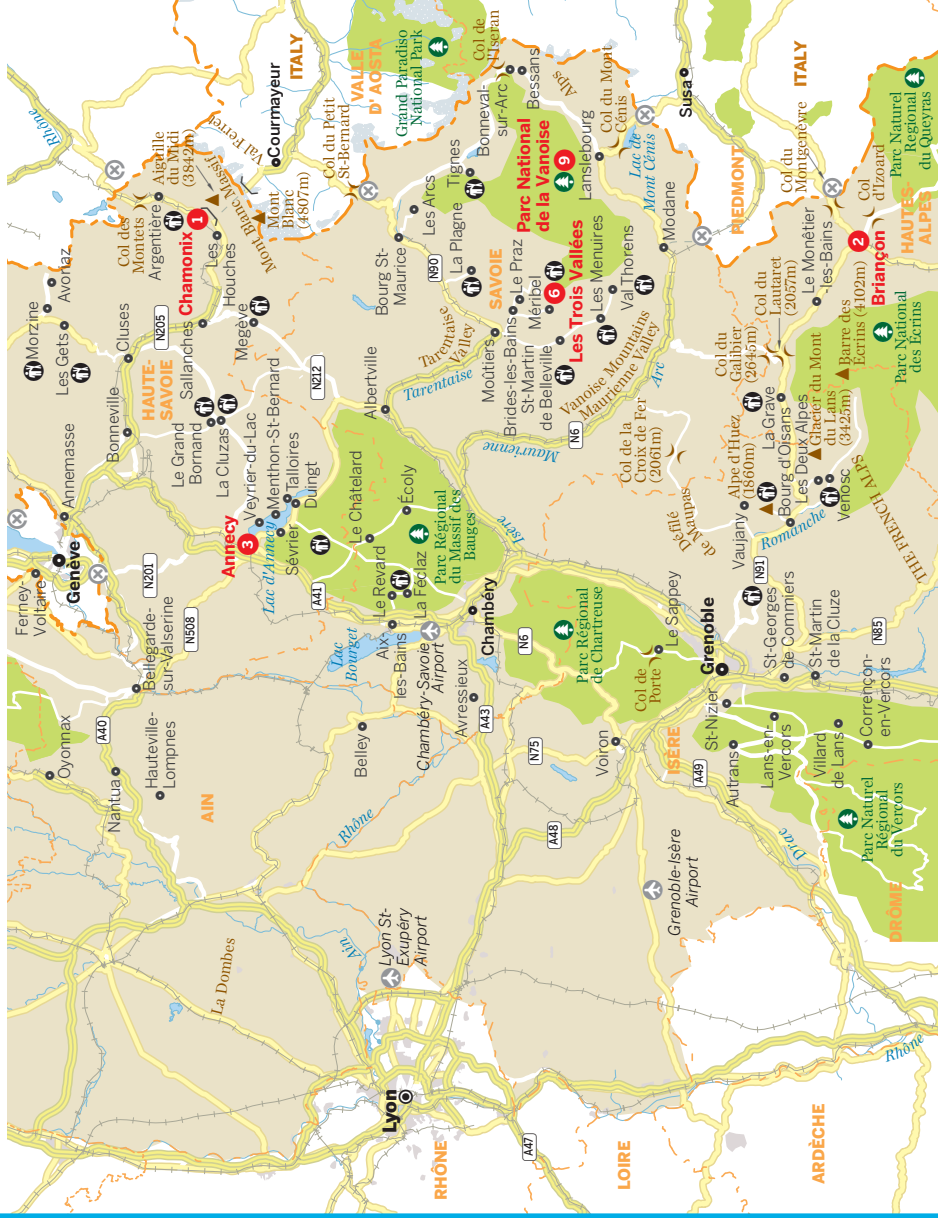 Rhône
Ferney-
Voltaire
Genève
Annemasse
Morzine
Avoriaz
Les Gets
Cluses
Bonneville
N205
Col des
Montets
Argentière
Aiguille
du Midi
(3842m)
Chamonix
1
Les
Houches
Mont Blanc Massif
Val Ferret
Courmayeur
Mont
Blanc
(4807m)
ITALY
VALLE
D'AOSTA
Grand Paradiso
National Park
Sallanches
Megève
HAUTE-
SAVOIE
Le Grand
Bornand
La Cluzas
N212
Col du Petit
St-Bernard
Oyonnax
Bellegarde-
sur-Valserine
N508
N201
A40
Nantua
Hauteville-
Lompnes
AIN
Annecy
3
Veyrier-du-Lac
Menthon-St-Bernard
Talloires
Duingt
Lac d'Annecy
Sévrier
A41
Albertville
Bourg St-
Maurice
N90
Les Arcs
La Plagne
Tignes
Col de
l'Iseran
Bonneval-
sur-Arc
Bessans
Alps
Tarentaise
Valley
Tarentaise
SAVOIE
Moûtiers
Brides-les-Bains
Le Praz
St-Martin
de Belleville
Méribel
6
Les Trois Vallées
Les Menuires
Val Thorens
Parc National
de la Vanoise
9
Lanslebourg
Col du Mont
Cénis
Lac de
Mont Cénis
Susa
Vanoise Mountains
Maurienne Valley
Modane
Arc
N6
Maurienne
Le Châtelard
Écoly
Parc Régional
du Massif des
Bauges
Le Revard
La Féclaz
Aix-
les-Bains
Lac
Bourget
Chambéry-Savoie
Airport
Chambéry
Avressieux
A43
Belley
Rhône
La Dombes
Ain
Lyon St-
Exupéry
Airport
Lyon
RHÔNE
A47
LOIRE
ARDÈCHE
Rhône
Isère
N6
Parc Régional
de Chartreuse
N75
Voiron
Col de
Porte
Le Sappey
Grenoble
A48
A49
ISÈRE
Grenoble-Isère
Airport
Drac
DRÔME
St-Nizier
Autrans
Lans-en-
Vercors
Villard
de Lans
Corrençon-
en-Vercors
Parc Naturel
Régional
du Vercors
St-Georges
de Commiers
St-Martin
de la Cluze
N85
N91
Romanche
Col de la
Croix de Fer
(2061m)
Défilé
de Maupas
Vaujany
Alpe d'Huez
(1860m)
Bourg d'Oisans
La Grave
Les Deux Alpes
Venosc
Glacier du Mont
du Lans
(3425m)
THE FRENCH ALPS
Col du
Galibier
(2645m)
Col du
Lautaret
(2057m)
Le Monêtier
-les-Bains
Barre des
Ecrins (4102m)
Parc National
des Écrins
Briançon
2
PIEDMONT
ITALY
Col du
Montgenèvre
Col
d'Izoard
HAUTES-
ALPES
Parc Naturel
Regional
du Queyras